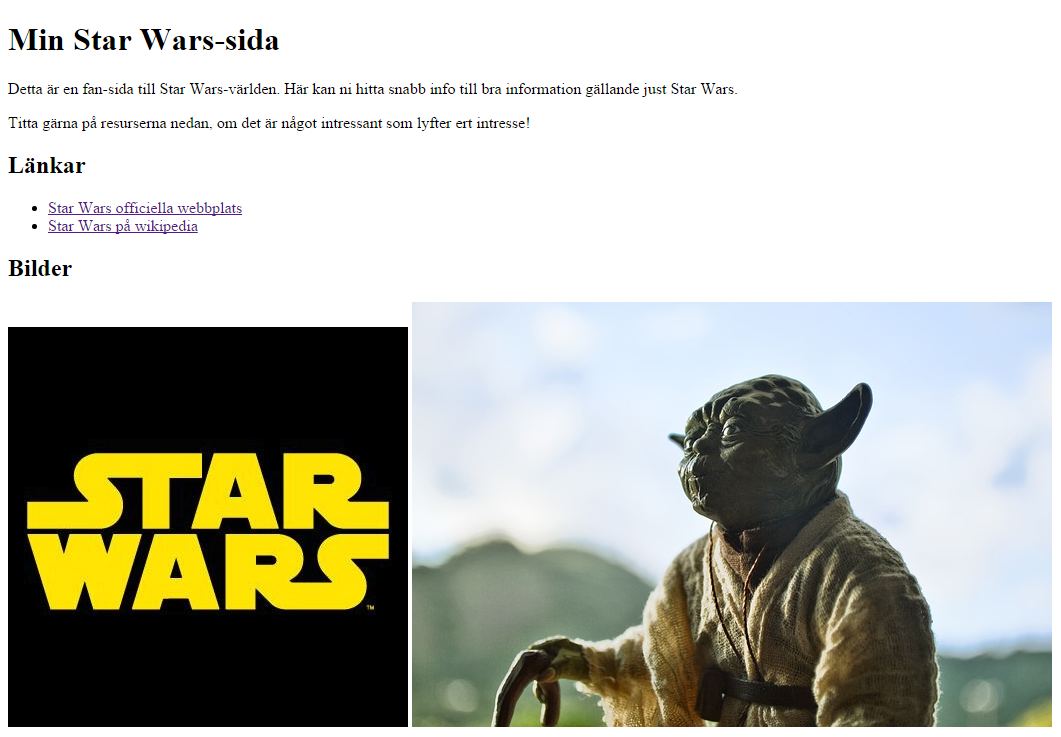 Min Star Wars-sida
Detta är en fan-sida till Star Wars-världen. Här kan ni hitta snabb info till bra information gällande just Star Wars.
Titta gärna på resurserna nedan, om det är något intressant som lyfter ert intresse!
Länkar
Star Wars officiella webbplats
Star Wars på wikipedia
Bilder
STAR
WARS
TM